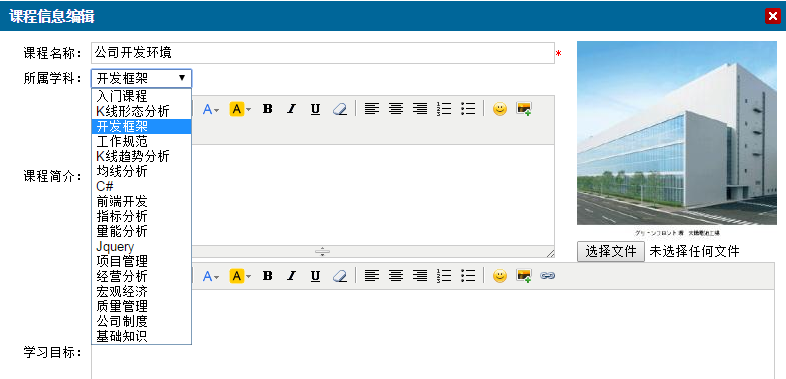 课程信息编辑
课程名称：
公司开发环境
*
所属学科：
开发框架
入门课程
K线形态分析
开发框架
工作规范
K线趋势分析
均线分析
C#
前端开发
指标分析
量能分析
Jquery
项目管理
经营分析
宏观经济
质量管理
公司制度
基础知识
A A B I U
课程简介：
选择文件 未选择任何文件
A A B I U
学习目标：